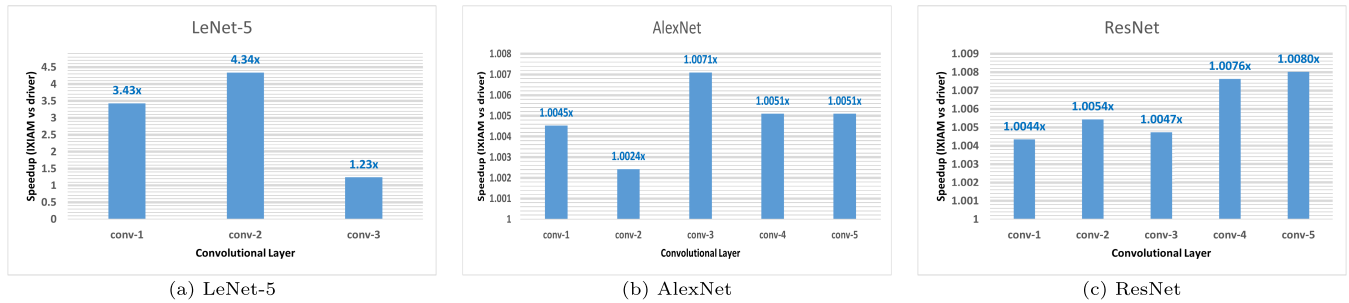 LeNet-5
Speedup (IXIAM vs driver)
4.5
4
3.5
3
2.5
2
1.5
1
0.5
0
3.43x
4.34x
1.23x
conv-1 conv-2 conv-3
Convolutional Layer
(a) LeNet-5
AlexNet
Speedup (IXIAM vs driver)
1.008
1.007
1.006
1.005
1.004
1.003
1.002
1.001
1
1.0045x
1.0024x
1.0071x
1.0051x
1.0051x
conv-1 conv-2 conv-3 conv-4 conv-5
Convolutional Layer
(b) AlexNet
ResNet
Speedup (IXIAM vs driver)
1.009
1.008
1.007
1.006
1.005
1.004
1.003
1.002
1.001
1
1.0044x
1.0054x
1.0047x
1.0076x
1.0080x
conv-1 conv-2 conv-3 conv-4 conv-5
Convolutional Layer
(c) ResNet